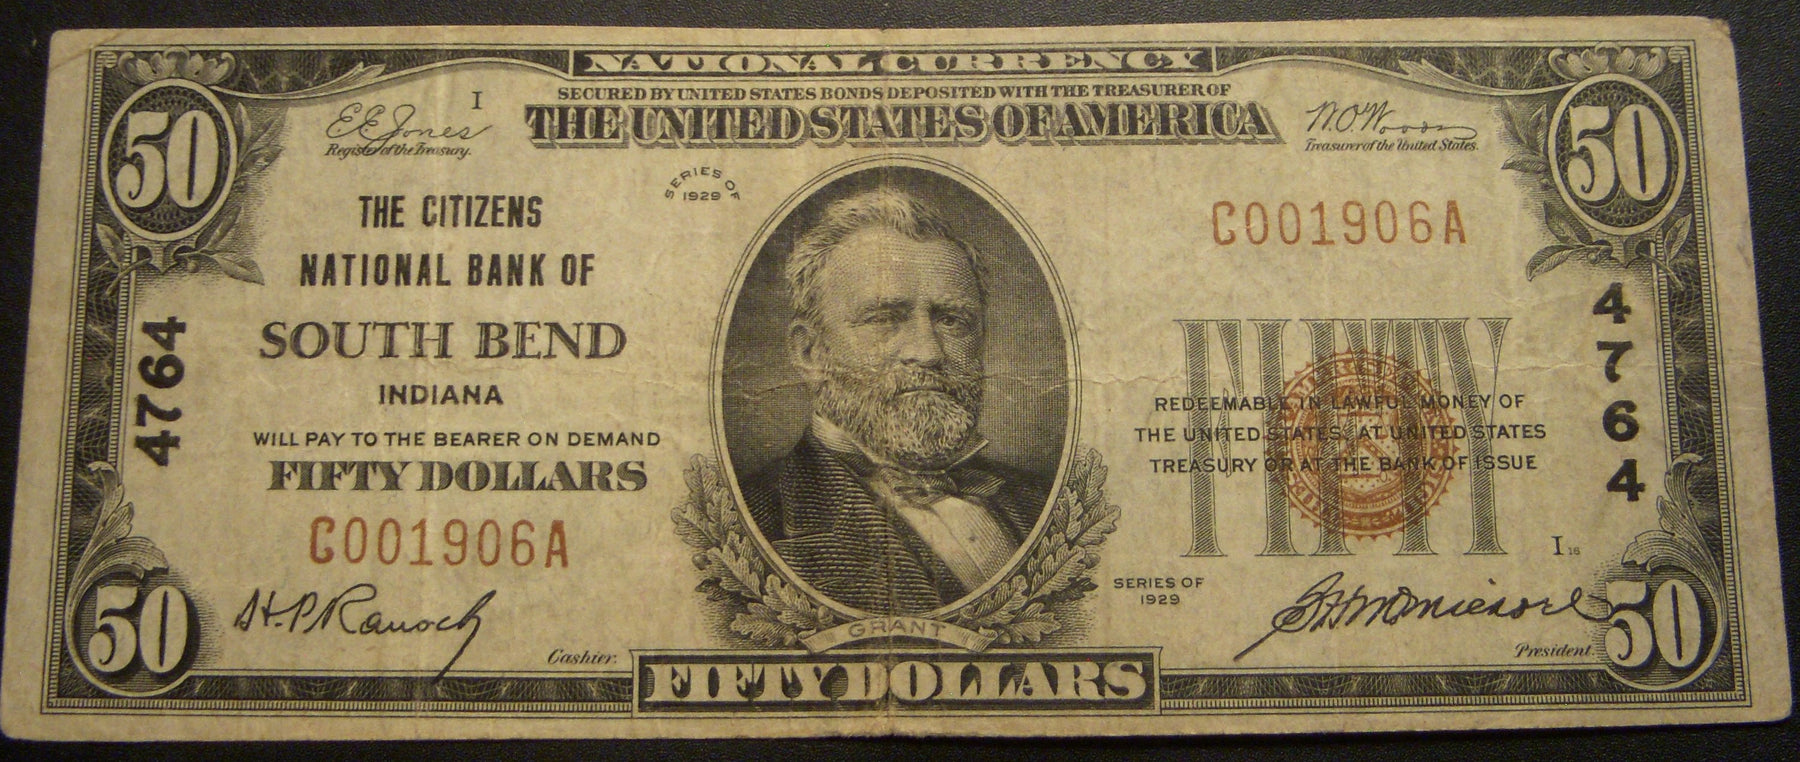 NATIONAL CURRENCY
SECURED BY UNITED STATES BONDS DEPOSITED WITH THE TREASURER OF
THE UNITED STATES OF AMERICA
50
50
I
E.E. Jones
Register of the Treasury.
W.O. Woods
Treasurer of the United States.
SERIES OF
1929
THE CITIZENS
NATIONAL BANK OF
SOUTH BEND
INDIANA
WILL PAY TO THE BEARER ON DEMAND
FIFTY DOLLARS
C001906A
4764
C001906A
4764
FIFTY
REDEEMABLE IN LAWFUL MONEY OF
THE UNITED STATES, AT UNITED STATES
TREASURY OR AT THE BANK OF ISSUE
I 16
SERIES OF
1929
GRANT
Cashier.
President.
50
FIFTY DOLLARS
50